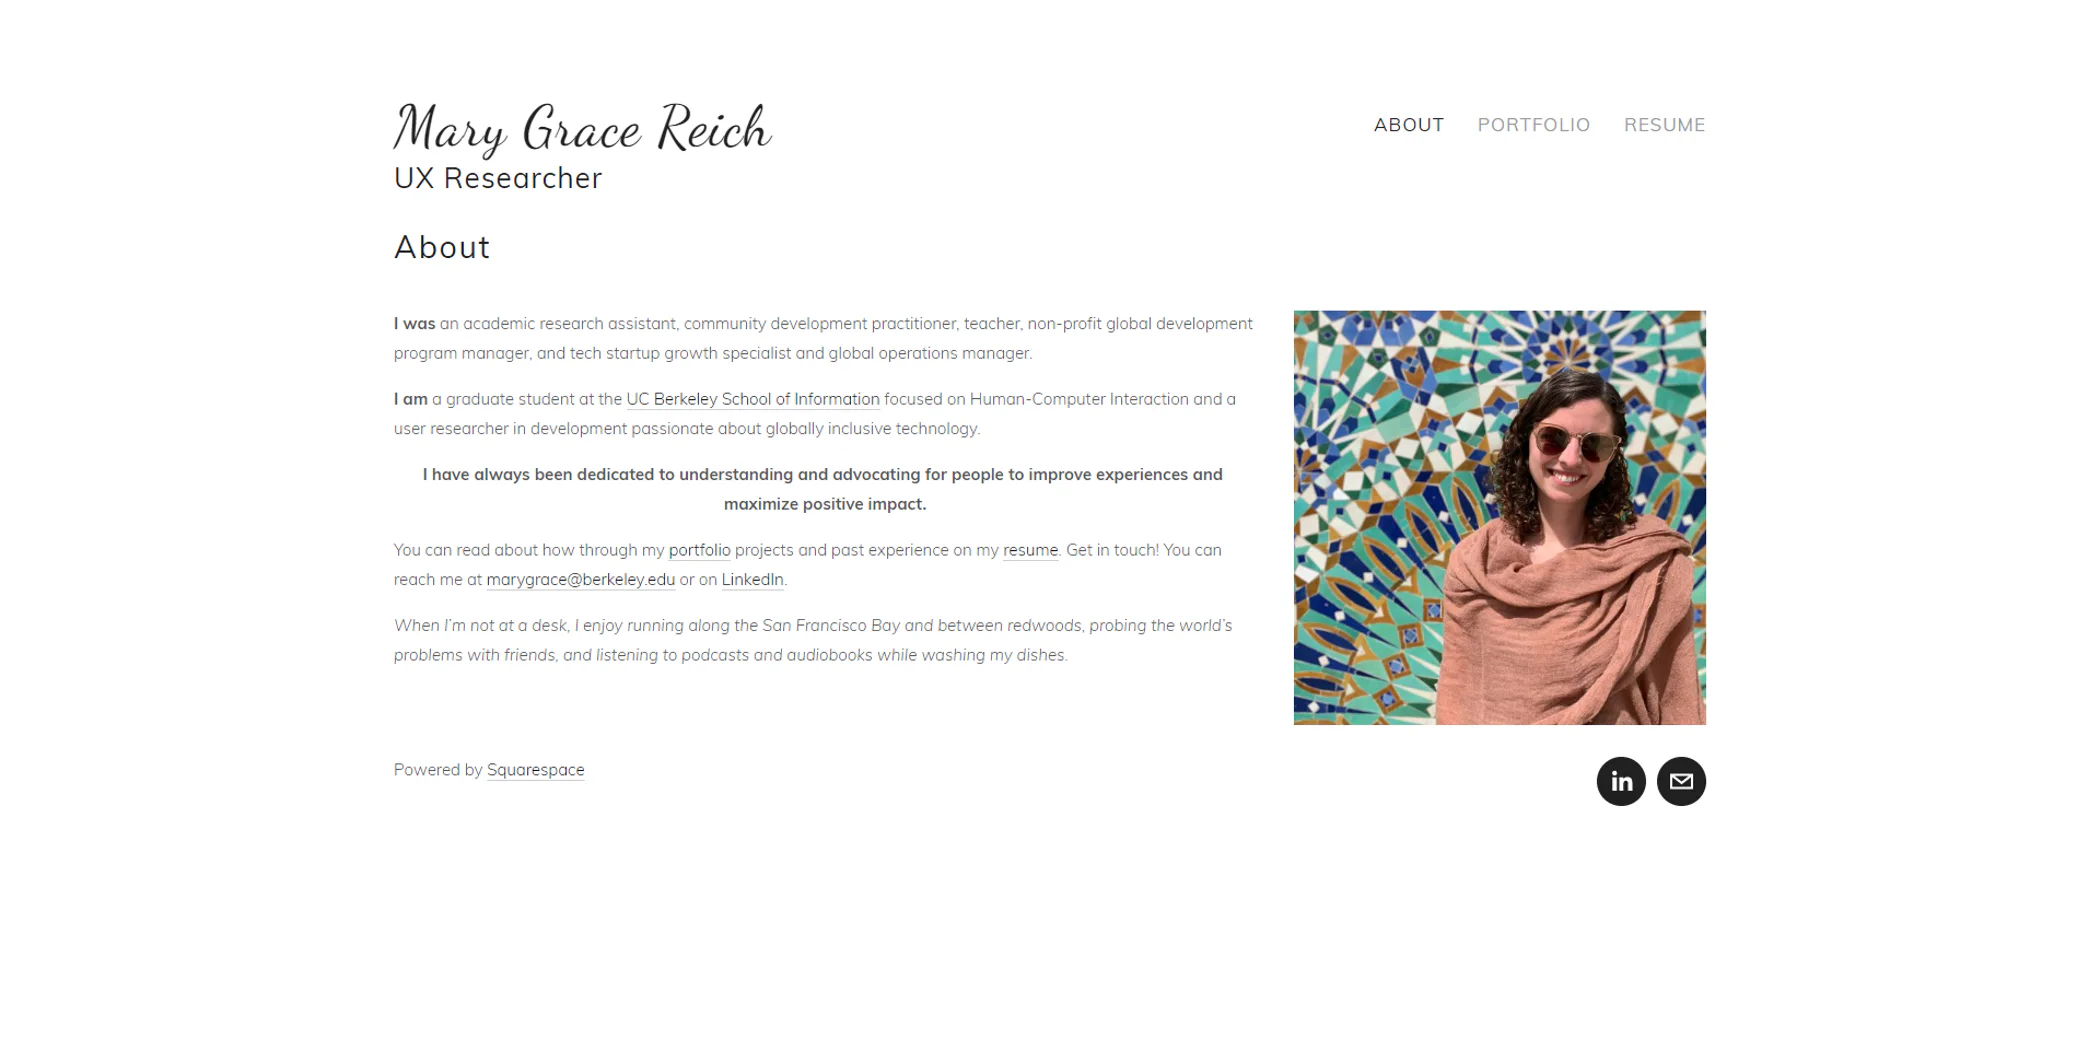 Mary Grace Reich
UX Researcher
ABOUT PORTFOLIO RESUME
About
I was an academic research assistant, community development practitioner, teacher, non-profit global development
program manager, and tech startup growth specialist and global operations manager.
I am a graduate student at the UC Berkeley School of Information focused on Human-Computer Interaction and a
user researcher in development passionate about globally inclusive technology.
I have always been dedicated to understanding and advocating for people to improve experiences and
maximize positive impact.
You can read about how through my portfolio projects and past experience on my resume. Get in touch! You can
reach me at marygrace@berkeley.edu or on LinkedIn.
When I’m not at a desk, I enjoy running along the San Francisco Bay and between redwoods, probing the world’s
problems with friends, and listening to podcasts and audiobooks while washing my dishes.
Powered by Squarespace
in